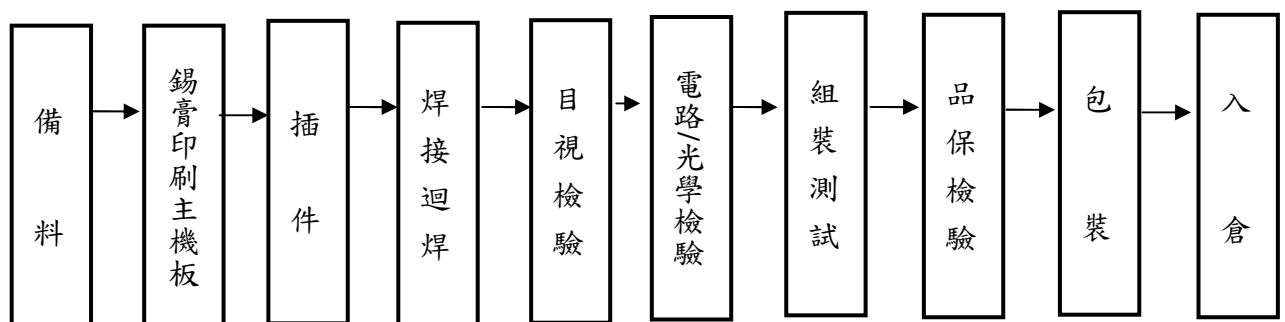 備料
錫膏印刷主機板
插件
焊接迴焊
目視檢驗
電路/光學檢驗
組裝測試
品保檢驗
包裝
入倉